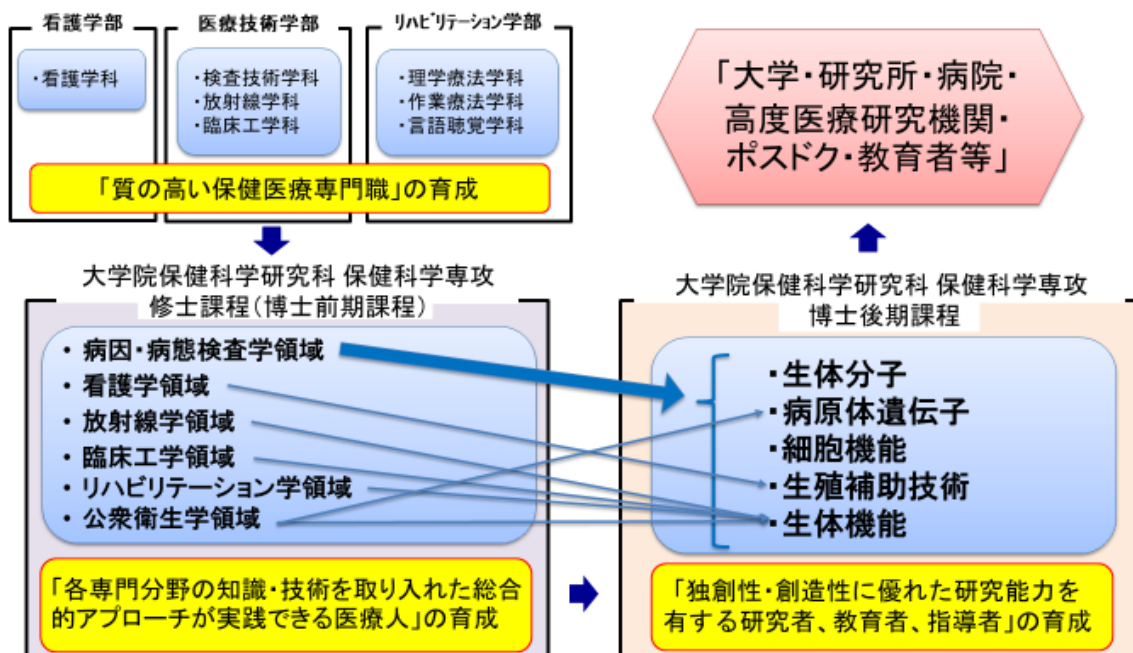 看護学部
・看護学科
医療技術学部
・検査技術学科
・放射線学科
・臨床工学科
リハビリテーション学部
・理学療法学科
・作業療法学科
・言語聴覚学科
「質の高い保健医療専門職」の育成
大学院保健科学研究科 保健科学専攻
修士課程(博士前期課程)
・病因・病態検査学領域
・看護学領域
・放射線学領域
・臨床工学領域
・リハビリテーション学領域
・公衆衛生学領域
「各専門分野の知識・技術を取り入れた総合
的アプローチが実践できる医療人」の育成
大学院保健科学研究科 保健科学専攻
博士後期課程
・生体分子
・病原体遺伝子
・細胞機能
・生殖補助技術
・生体機能
「独創性・創造性に優れた研究能力を
有する研究者、教育者、指導者」の育成
「大学・研究所・病院・
高度医療研究機関・
ポスドク・教育者等」